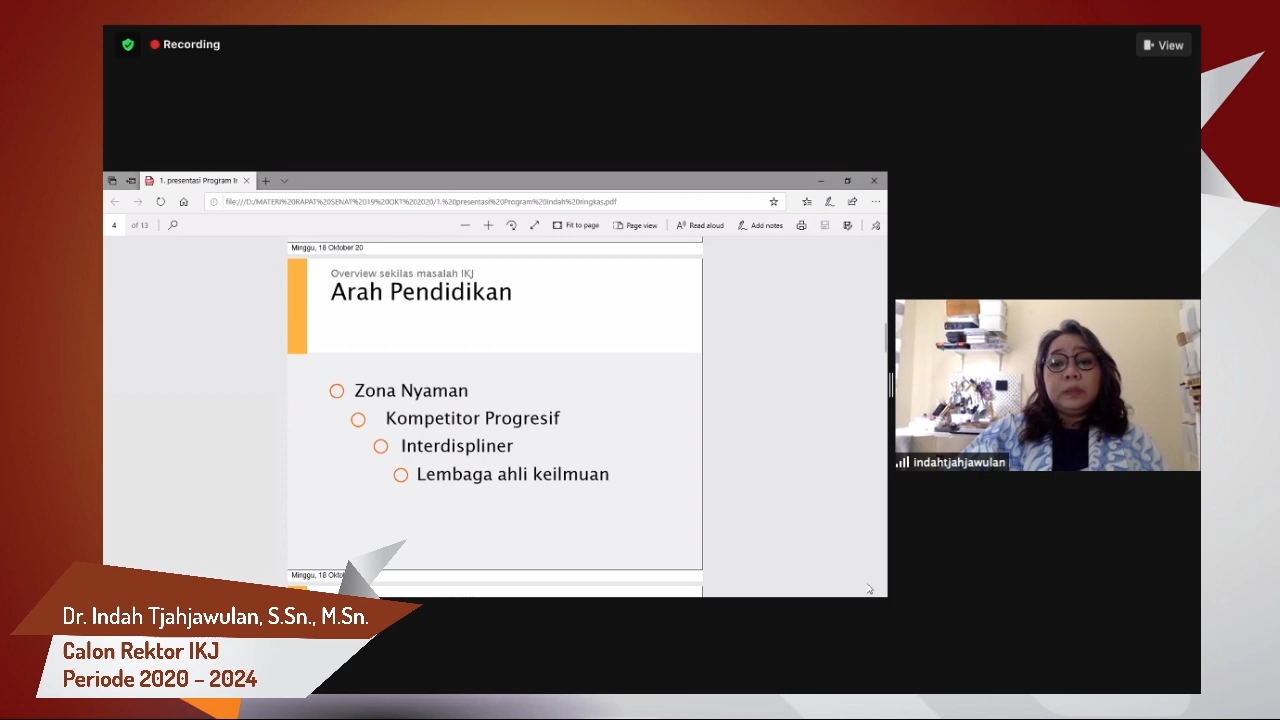 Recording
View
1. presentasi Program Ir
file:///D:/MATERI%20RAPAT%20SENAT%2019%20OKT%202020/1.%20presentasi%20Program%20Indah%20ringkas.pdf
4 of 13
Fit to page
Page view
Read aloud
Add notes
Minggu, 18 Oktober 20
Overview sekilas masalah IKJ
Arah Pendidikan
Zona Nyaman
Kompetitor Progresif
Interdispliner
Lembaga ahli keilmuan
indahtjahjawulan
Minggu, 18 Oktob
Dr. Indah Tjahjawulan, S.Sn., M.Sn.
Calon Rektor IKJ
Periode 2020 – 2024